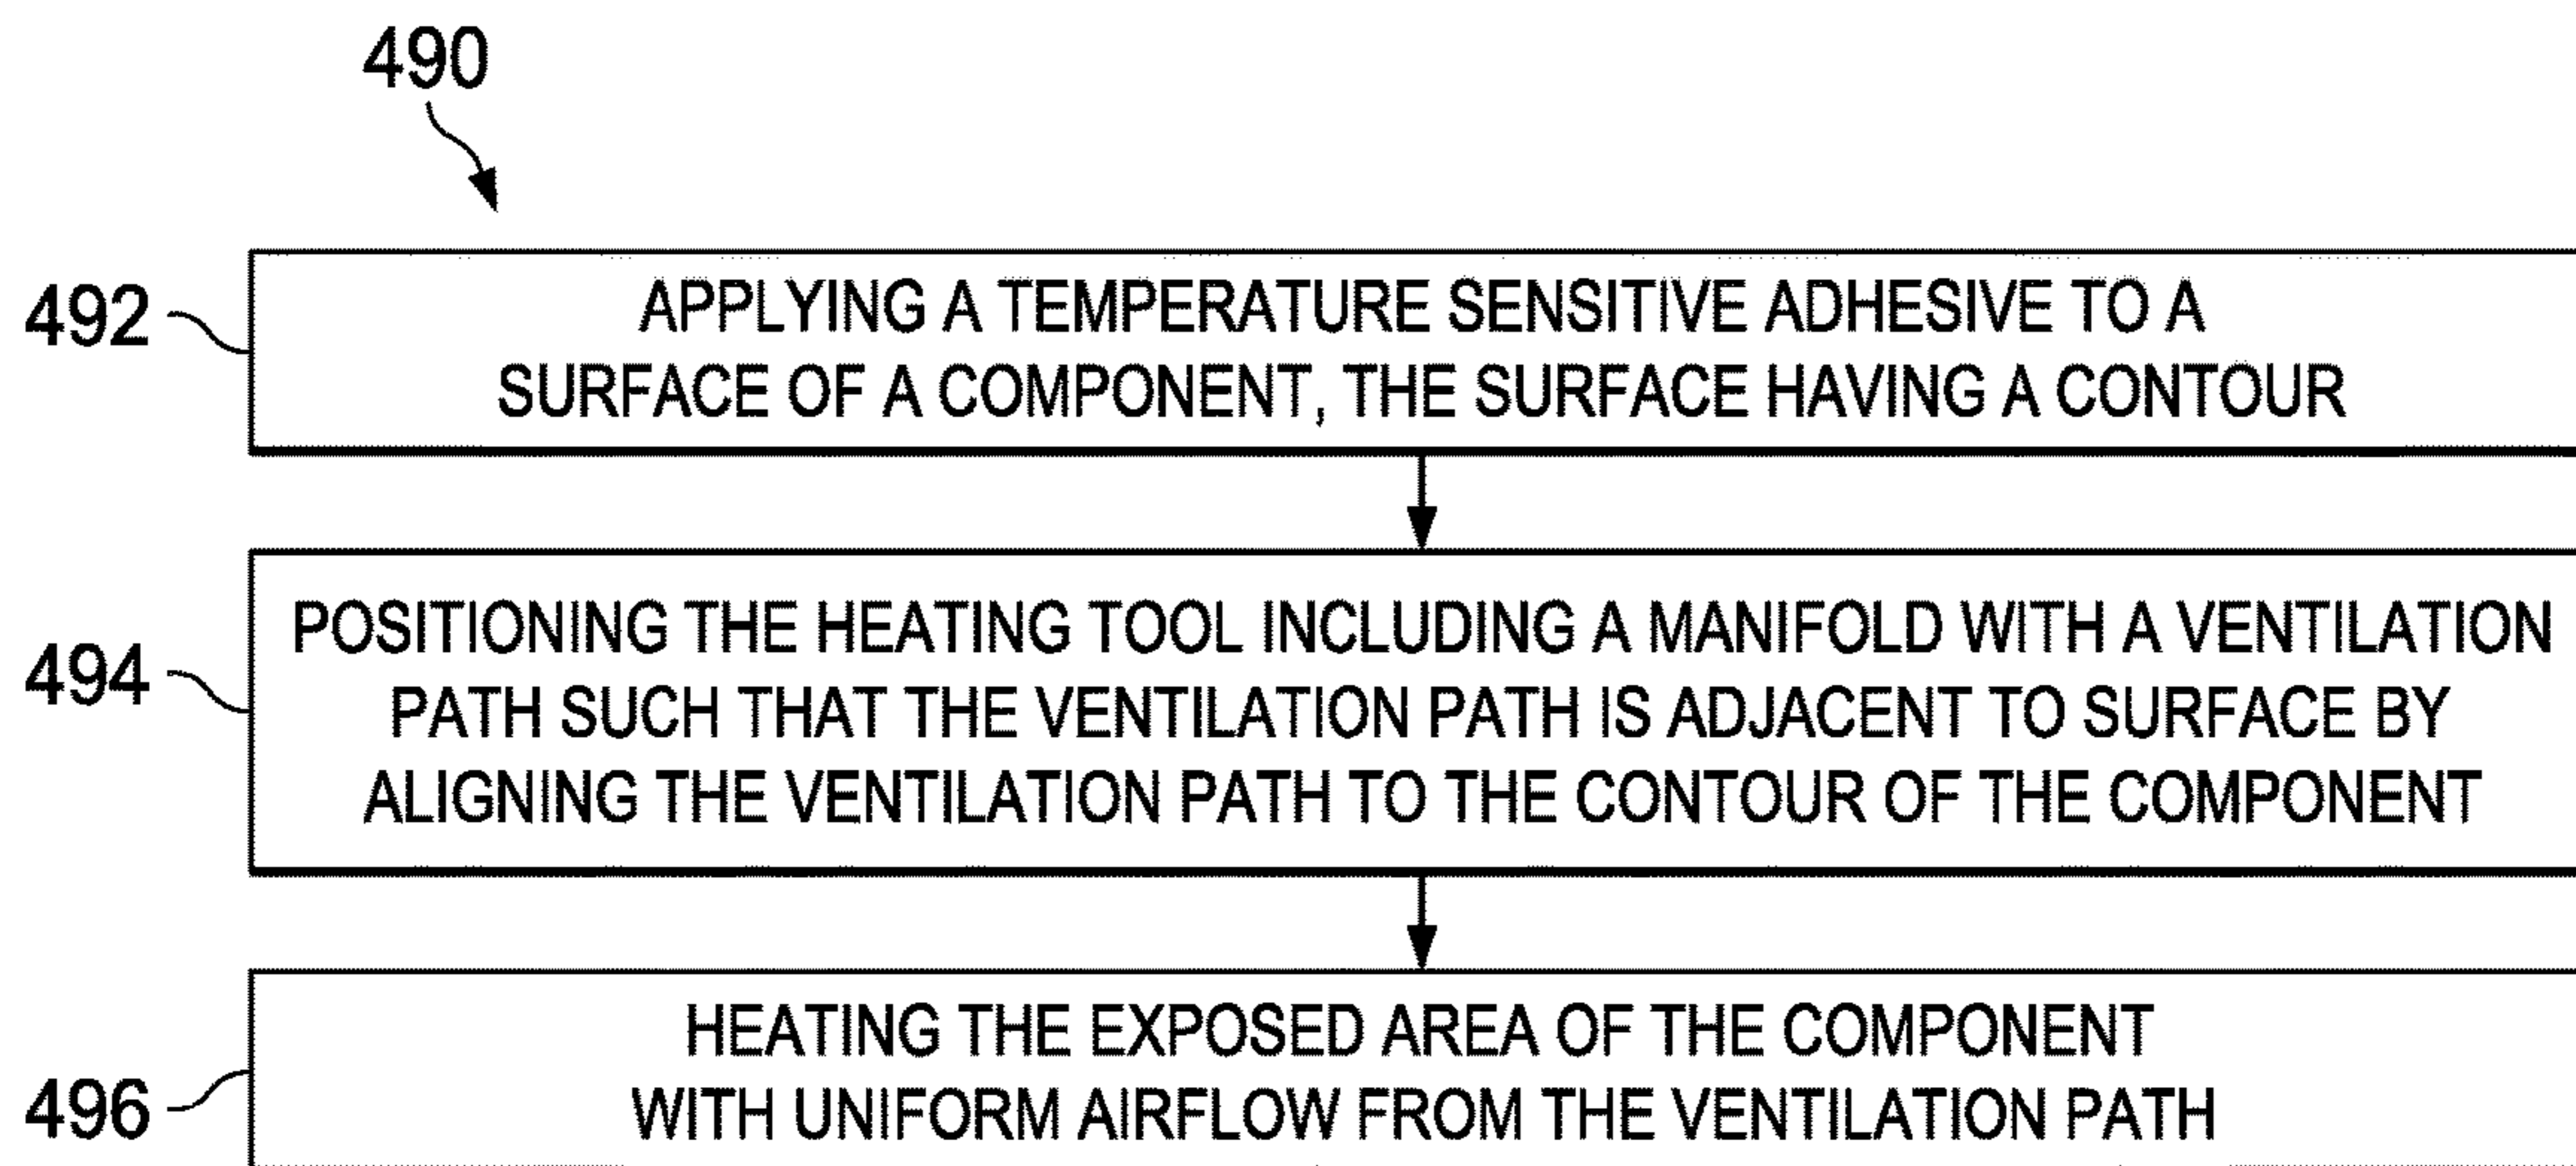 490
492
APPLYING A TEMPERATURE SENSITIVE ADHESIVE TO A
SURFACE OF A COMPONENT, THE SURFACE HAVING A CONTOUR
494
POSITIONING THE HEATING TOOL INCLUDING A MANIFOLD WITH A VENTILATION
PATH SUCH THAT THE VENTILATION PATH IS ADJACENT TO SURFACE BY
ALIGNING THE VENTILATION PATH TO THE CONTOUR OF THE COMPONENT
496
HEATING THE EXPOSED AREA OF THE COMPONENT
WITH UNIFORM AIRFLOW FROM THE VENTILATION PATH